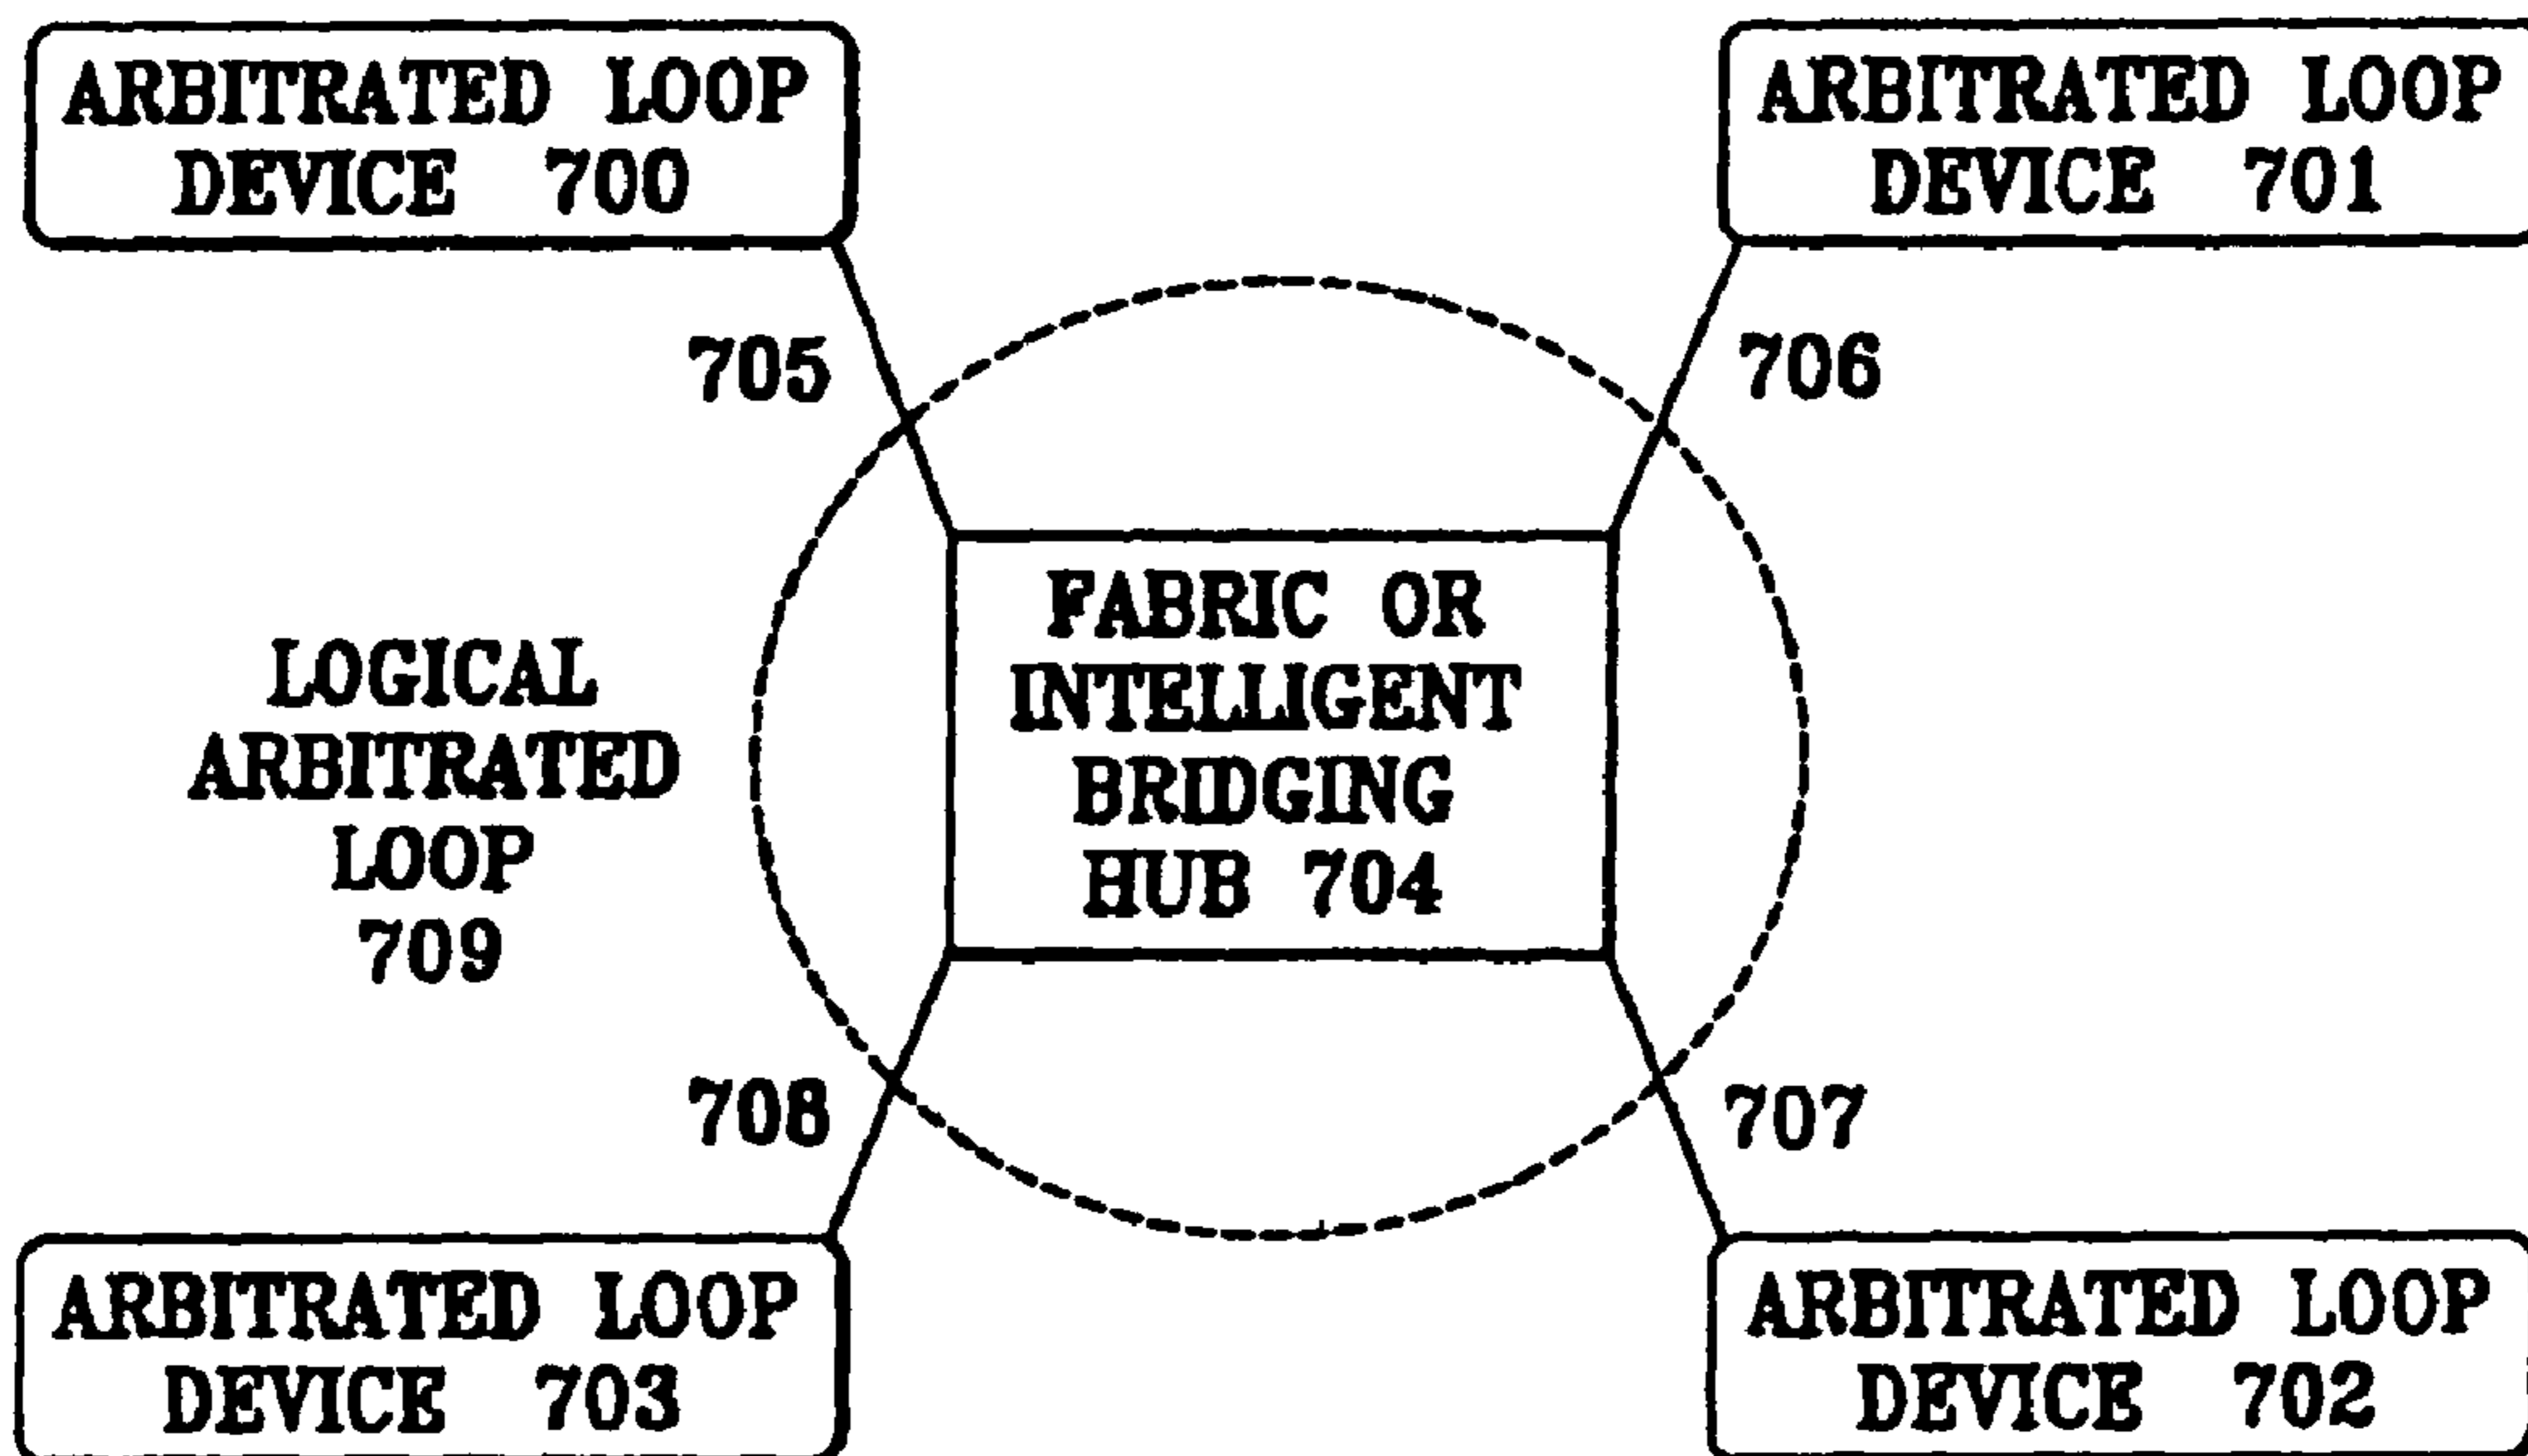 ARBITRATED LOOP
DEVICE 700
ARBITRATED LOOP
DEVICE 701
705
706
FABRIC OR
INTELLIGENT
BRIDGING
HUB 704
LOGICAL
ARBITRATED
LOOP
709
708
707
ARBITRATED LOOP
DEVICE 703
ARBITRATED LOOP
DEVICE 702